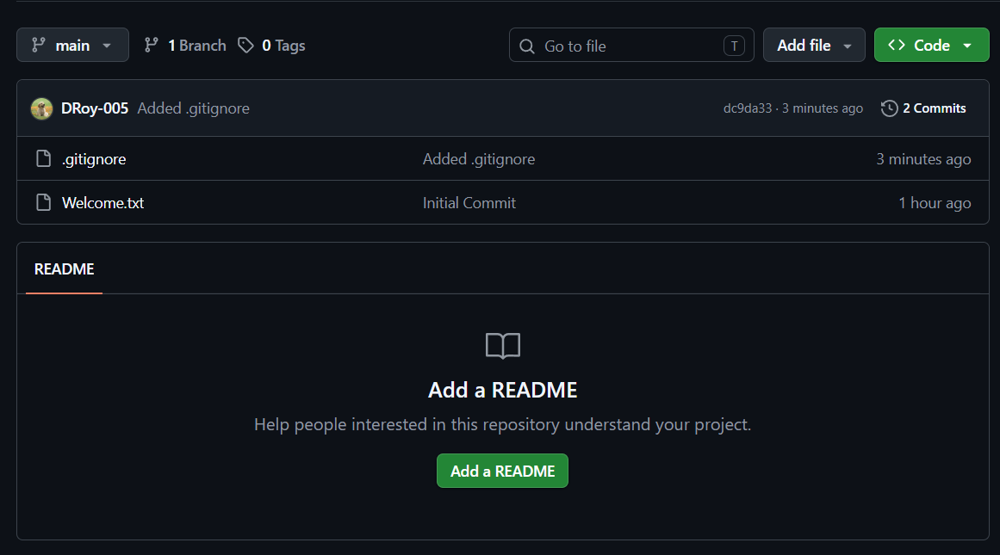 main 1 Branch 0 Tags Go to file T Add file Code
DRoy-005 Added .gitignore dc9da33 · 3 minutes ago 2 Commits
.gitignore Added .gitignore 3 minutes ago
Welcome.txt Initial Commit 1 hour ago
README
Add a README
Help people interested in this repository understand your project.
Add a README